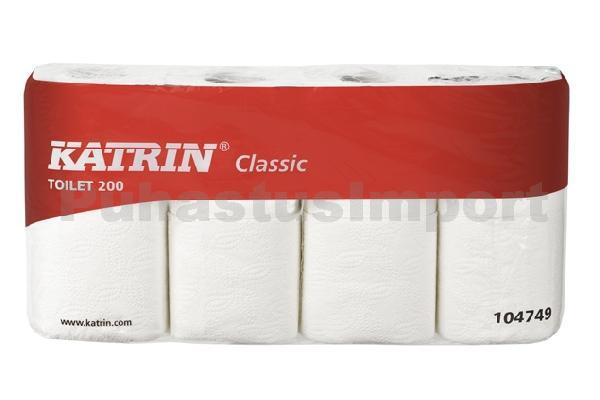 KATRIN® Classic
TOILET 200
PuhastusImport
www.katrin.com
104749